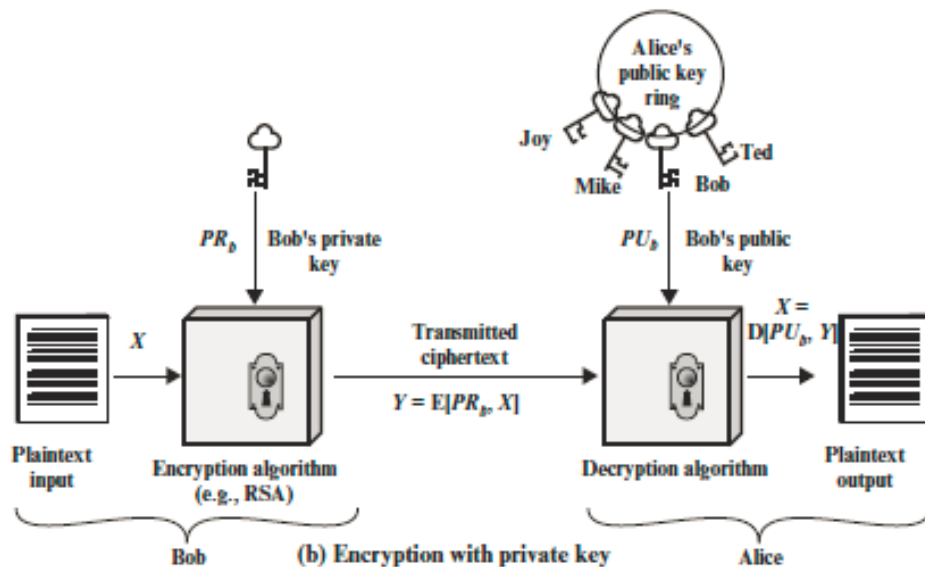 Alice's
public key
ring
Joy
Ted
Mike
Bob
PR_b
Bob's private
key
PU_b
Bob's public
key
X
Transmitted
ciphertext
X =
D[PU_b, Y]
Y = E[PR_b, X]
Plaintext
input
Encryption algorithm
(e.g., RSA)
Decryption algorithm
Plaintext
output
Bob
(b) Encryption with private key
Alice